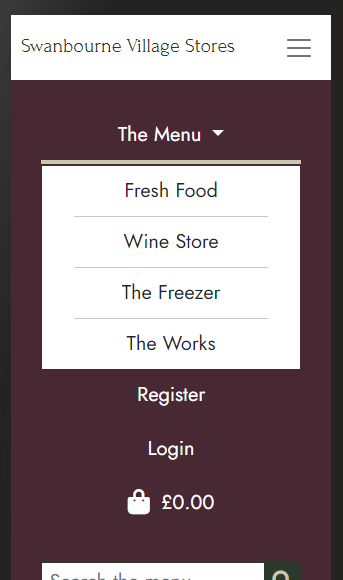 Swanbourne Village Stores
The Menu
Fresh Food
Wine Store
The Freezer
The Works
Register
Login
£0.00
Search the menu